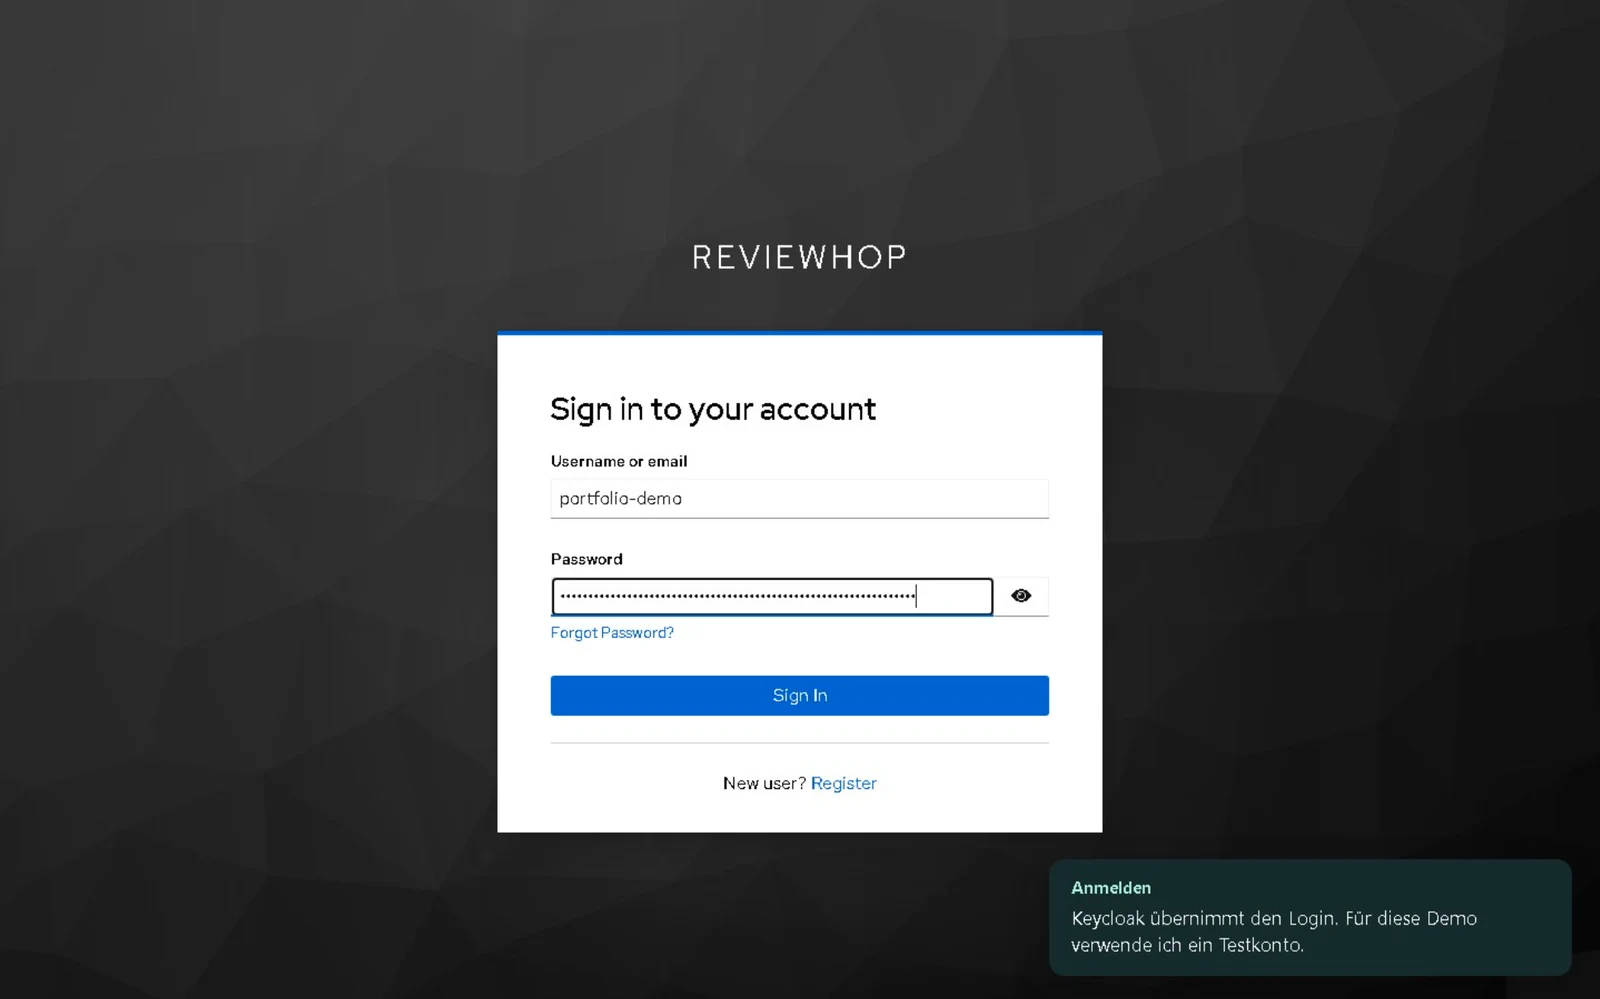 REVIEWHOP
Sign in to your account
Username or email
portfolio-demo
Password
••••••••••••••••••••••••••••••••••••••••••••••••••••••••••••••••
Forgot Password?
Sign In
New user? Register
Anmelden
Keycloak übernimmt den Login. Für diese Demo
verwende ich ein Testkonto.